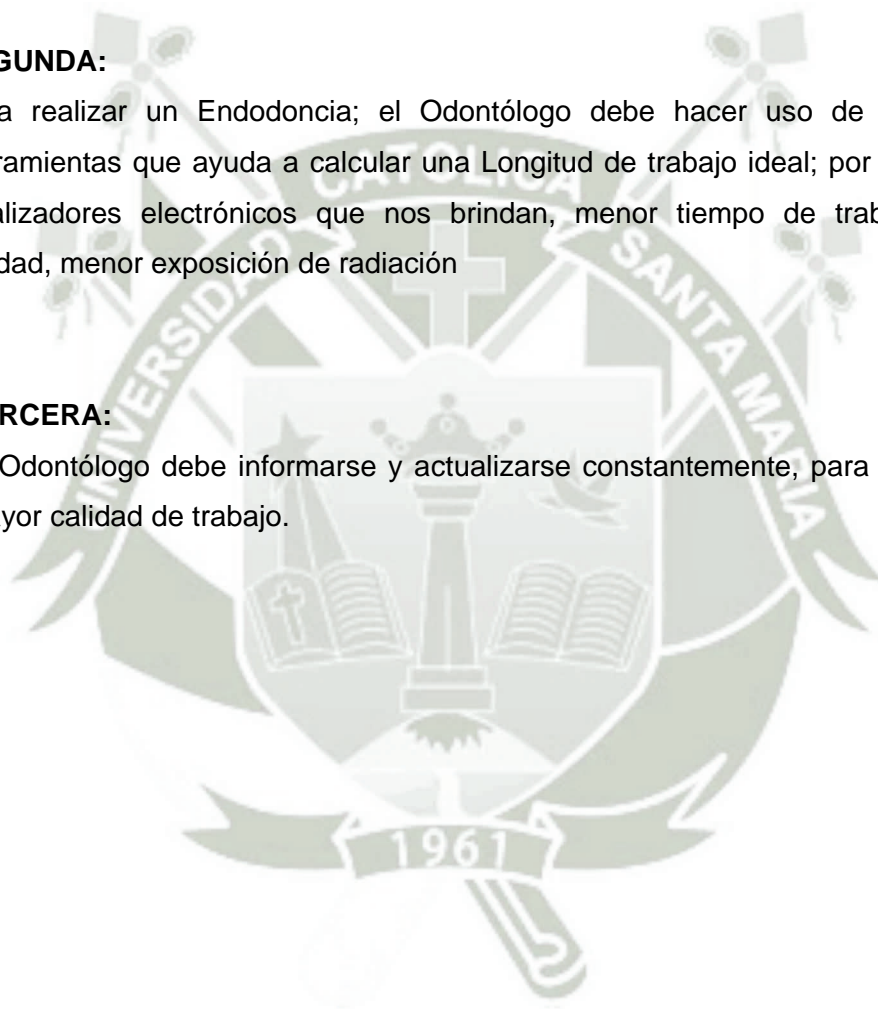 GUNDA:
a realizar un Endodoncia; el Odontólogo debe hacer uso de
ramientas que ayuda a calcular una Longitud de trabajo ideal; por
alizadores electrónicos que nos brindan, menor tiempo de trab
dad, menor exposición de radiación
RCERA:
Odontólogo debe informarse y actualizarse constantemente, para
yor calidad de trabajo.
UNIVERSIDAD CATOLICA SANTA MARIA
1961